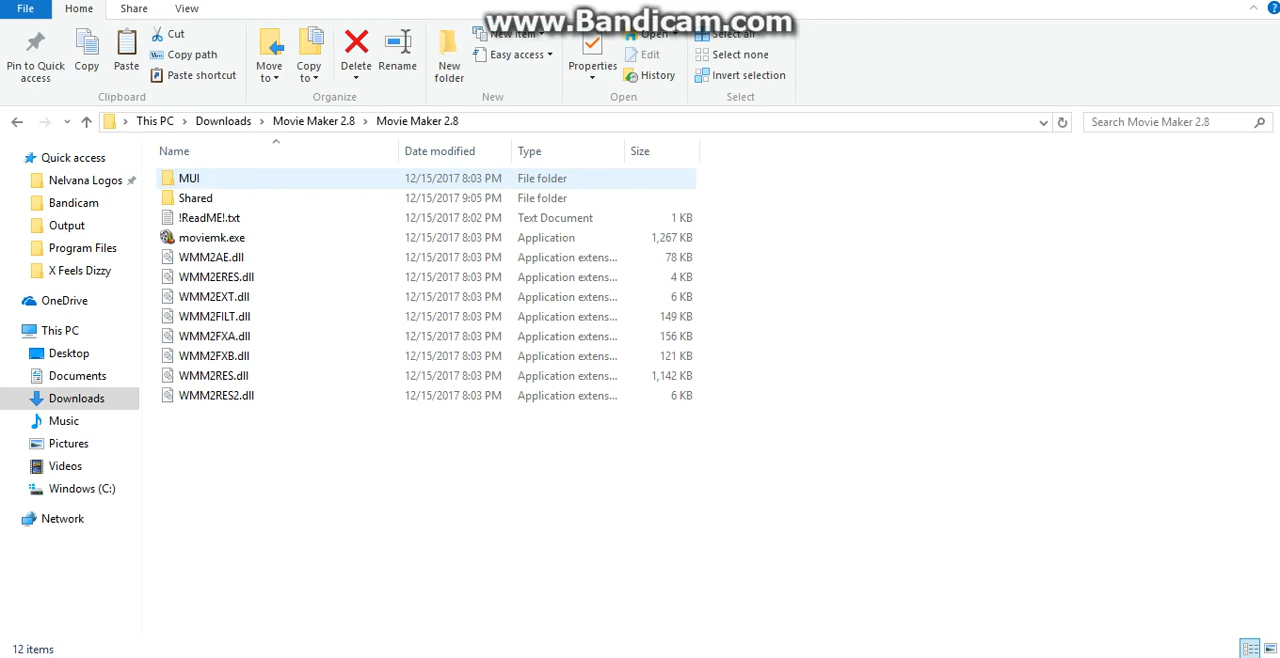 File Home Share View
www.Bandicam.com
Pin to Quick access
Copy
Paste
Cut
Copy path
Paste shortcut
Clipboard
Move to
Copy to
Delete
Rename
Organize
New folder
New item
Easy access
New
Properties
Open
Edit
History
Open
Select all
Select none
Invert selection
Select
This PC Downloads Movie Maker 2.8 Movie Maker 2.8
Search Movie Maker 2.8
Quick access
Nelvana Logos
Bandicam
Output
Program Files
X Feels Dizzy
OneDrive
This PC
Desktop
Documents
Downloads
Music
Pictures
Videos
Windows (C:)
Network
Name Date modified Type Size
MUI 12/15/2017 8:03 PM File folder
Shared 12/15/2017 9:05 PM File folder
!ReadME!.txt 12/15/2017 8:02 PM Text Document 1 KB
moviemk.exe 12/15/2017 8:03 PM Application 1,267 KB
WMM2AE.dll 12/15/2017 8:03 PM Application extens... 78 KB
WMM2ERES.dll 12/15/2017 8:03 PM Application extens... 4 KB
WMM2EXT.dll 12/15/2017 8:03 PM Application extens... 6 KB
WMM2FILT.dll 12/15/2017 8:03 PM Application extens... 149 KB
WMM2FXA.dll 12/15/2017 8:03 PM Application extens... 156 KB
WMM2FXB.dll 12/15/2017 8:03 PM Application extens... 121 KB
WMM2RES.dll 12/15/2017 8:03 PM Application extens... 1,142 KB
WMM2RES2.dll 12/15/2017 8:03 PM Application extens... 6 KB
12 items